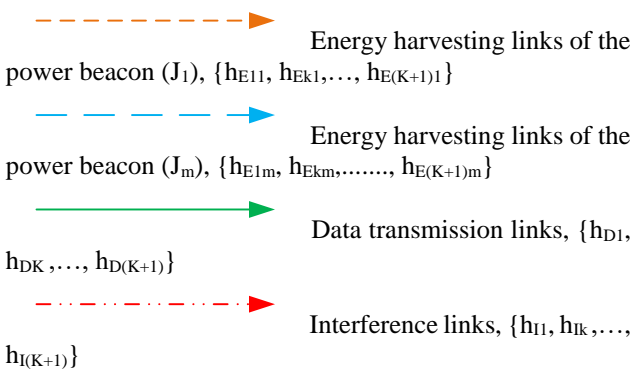 Energy harvesting links of the
power beacon (J₁), {hE11, hEk1,…, hE(K+1)1}
Energy harvesting links of the
power beacon (Jm), {hE1m, hEkm,......., hE(K+1)m}
Data transmission links, {hD1,
hDK ,…, hD(K+1)}
Interference links, {hI1, hIk ,…,
hI(K+1)}